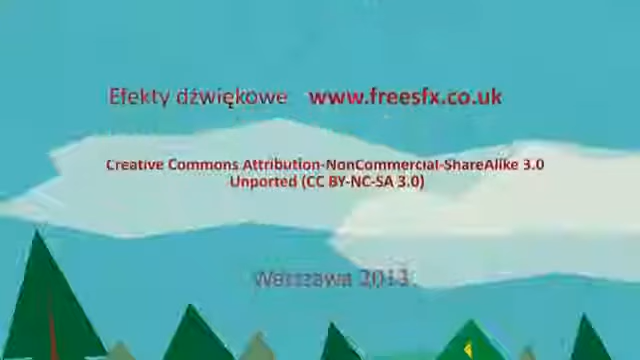 Efekty dźwiękowe www.freesfx.co.uk
Creative Commons Attribution-NonCommercial-ShareAlike 3.0
Unported (CC BY-NC-SA 3.0)
Warszawa 2013